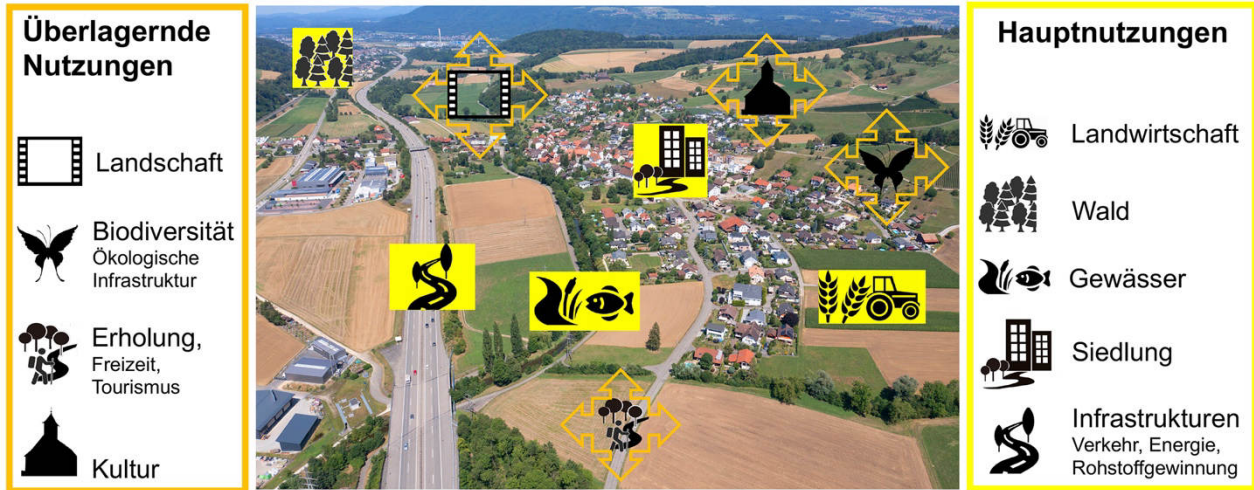 Überlagernde
Nutzungen
Landschaft
Biodiversität
Ökologische
Infrastruktur
Erholung,
Freizeit,
Tourismus
Kultur
Hauptnutzungen
Landwirtschaft
Wald
Gewässer
Siedlung
Infrastrukturen
Verkehr, Energie,
Rohstoffgewinnung